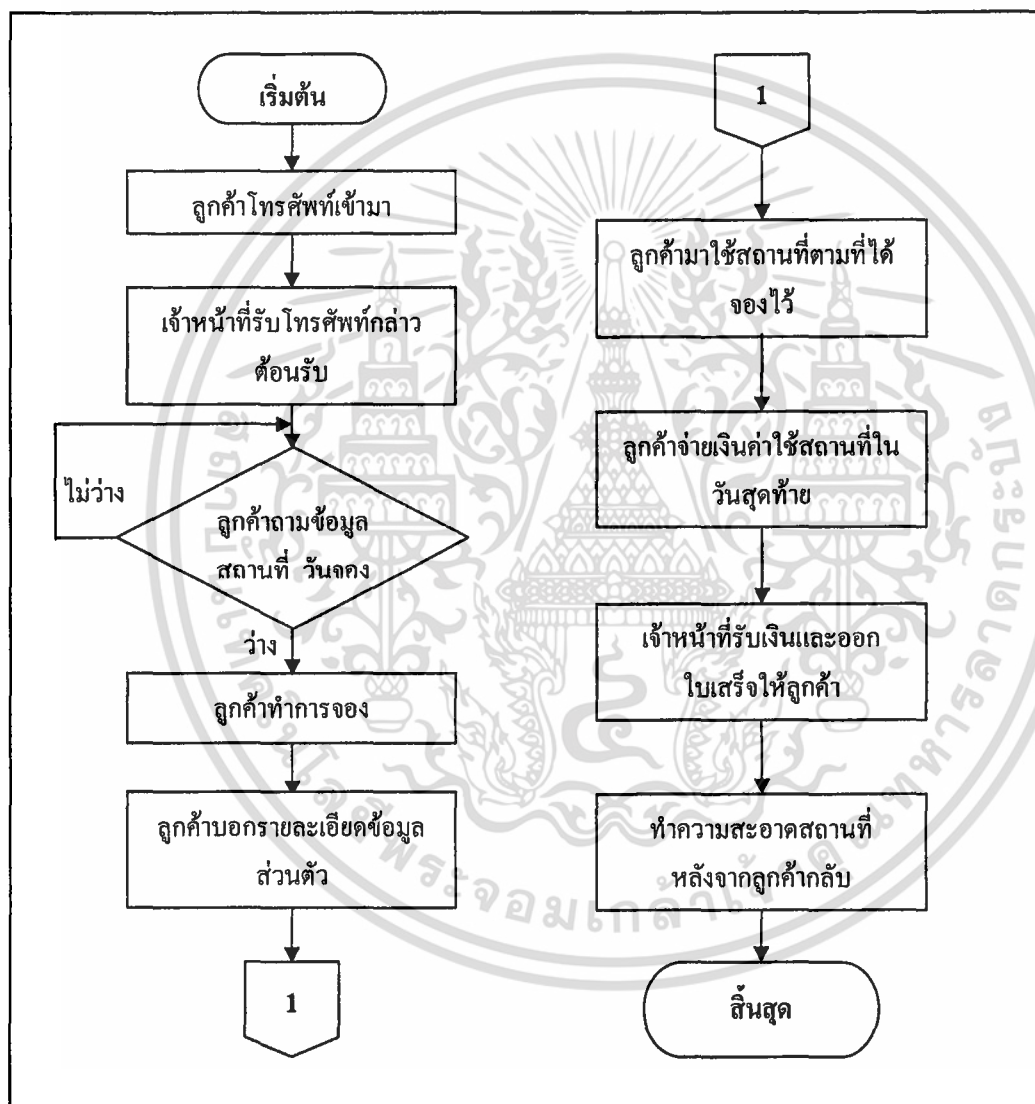 เริ่มต้น
ลูกค้าโทรศัพท์เข้ามา
เจ้าหน้าที่รับโทรศัพท์กล่าว
ต้อนรับ
ไม่ว่าง
ลูกค้าถามข้อมูล
สถานที่ วันจอง
ว่าง
ลูกค้าทำการจอง
ลูกค้าบอกรายละเอียดข้อมูล
ส่วนตัว
1
1
ลูกค้ามาใช้สถานที่ตามที่ได้
จองไว้
ลูกค้าจ่ายเงินค่าใช้สถานที่ใน
วันสุดท้าย
เจ้าหน้าที่รับเงินและออก
ใบเสร็จให้ลูกค้า
ทำความสะอาดสถานที่
หลังจากลูกค้ากลับ
สิ้นสุด